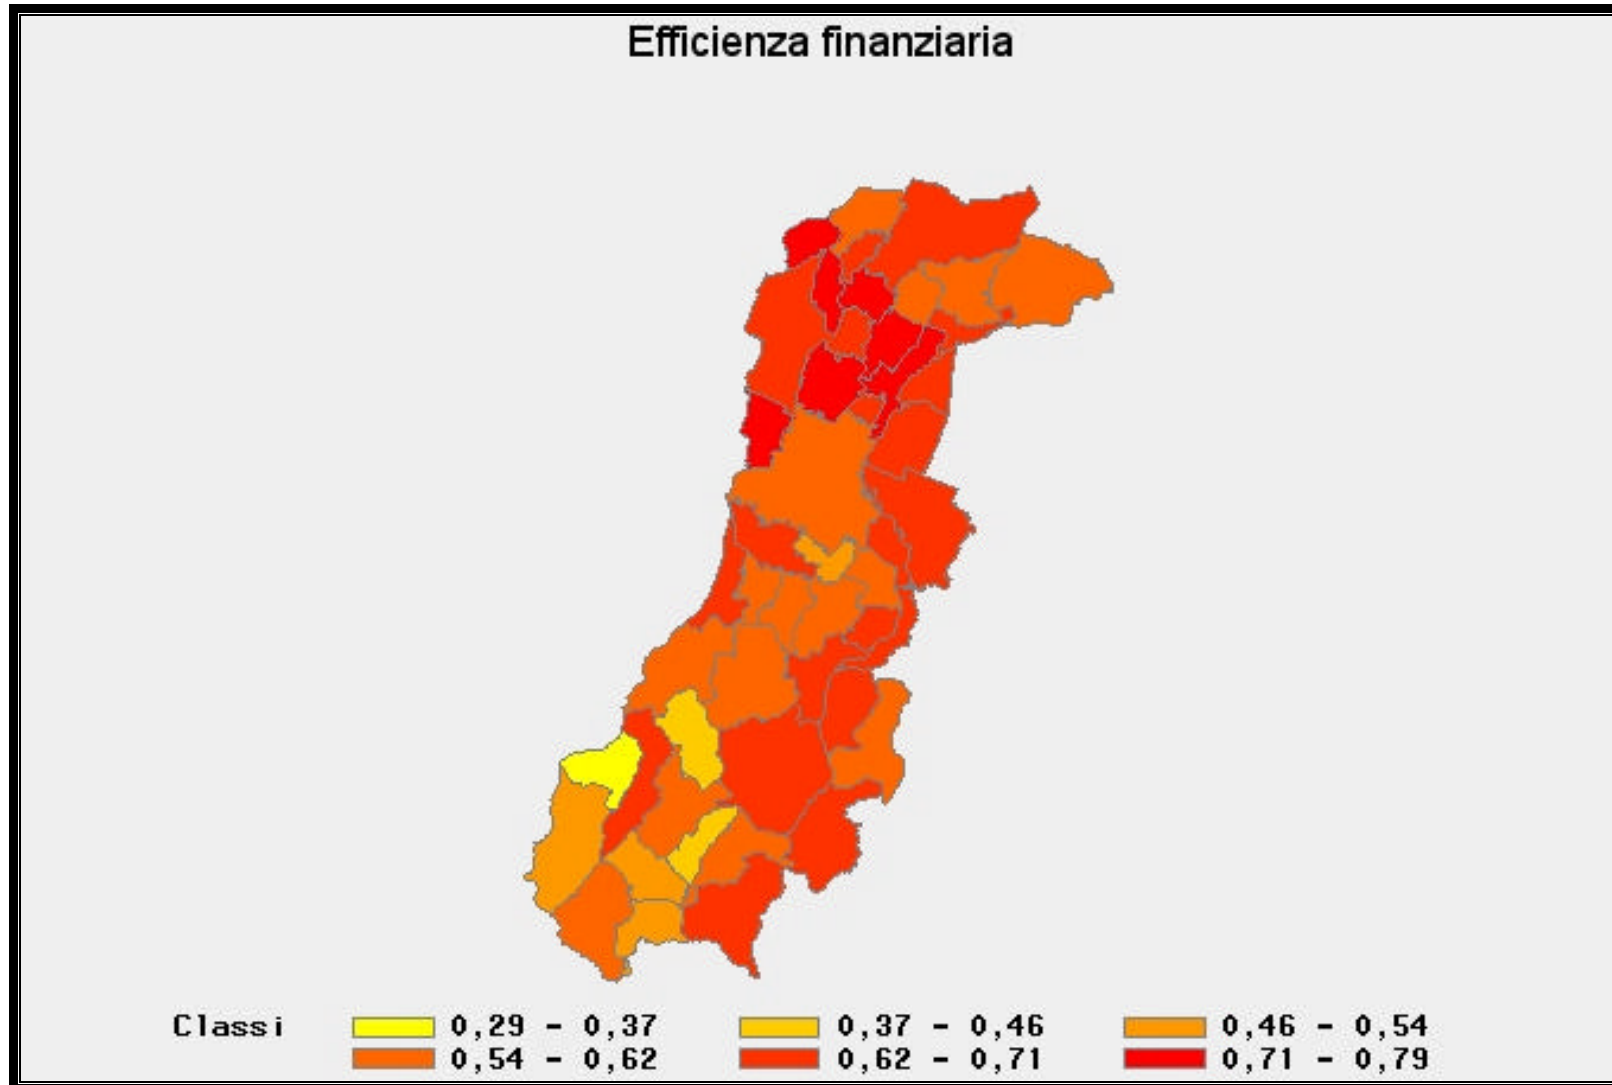 Efficienza finanziaria
Classi 0,29 - 0,37 0,37 - 0,46 0,46 - 0,54
0,54 - 0,62 0,62 - 0,71 0,71 - 0,79